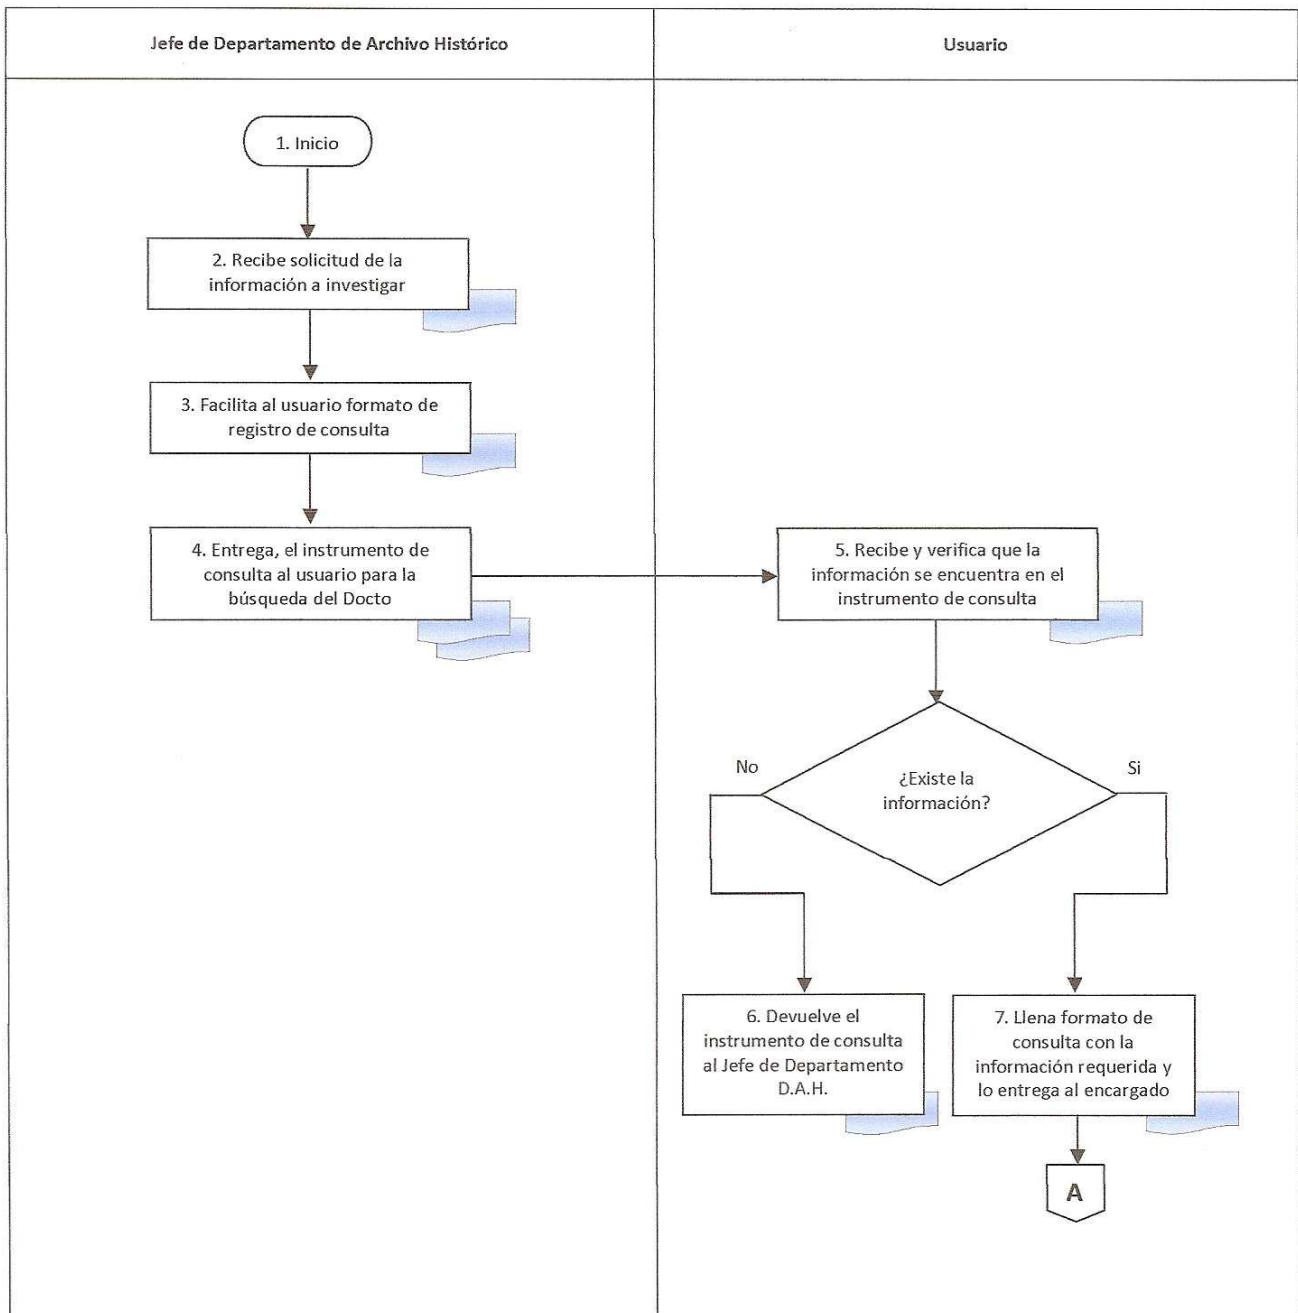 Jefe de Departamento de Archivo Histórico
Usuario
1. Inicio
2. Recibe solicitud de la
información a investigar
3. Facilita al usuario formato de
registro de consulta
4. Entrega, el instrumento de
consulta al usuario para la
búsqueda del Docto
5. Recibe y verifica que la
información se encuentra en el
instrumento de consulta
¿Existe la
información?
No
Si
6. Devuelve el
instrumento de consulta
al Jefe de Departamento
D.A.H.
7. Llena formato de
consulta con la
información requerida y
lo entrega al encargado
A